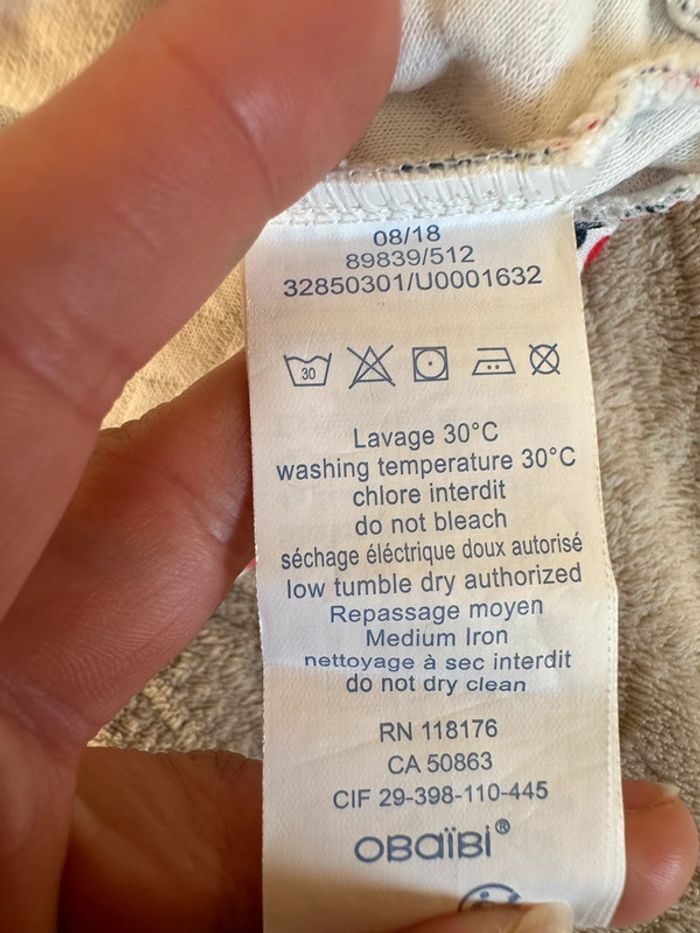 08/18
89839/512
32850301/U0001632
30
Lavage 30°C
washing temperature 30°C
chlore interdit
do not bleach
séchage éléctrique doux autorisé
low tumble dry authorized
Repassage moyen
Medium Iron
nettoyage à sec interdit
do not dry clean
RN 118176
CA 50863
CIF 29-398-110-445
OBaïBi®